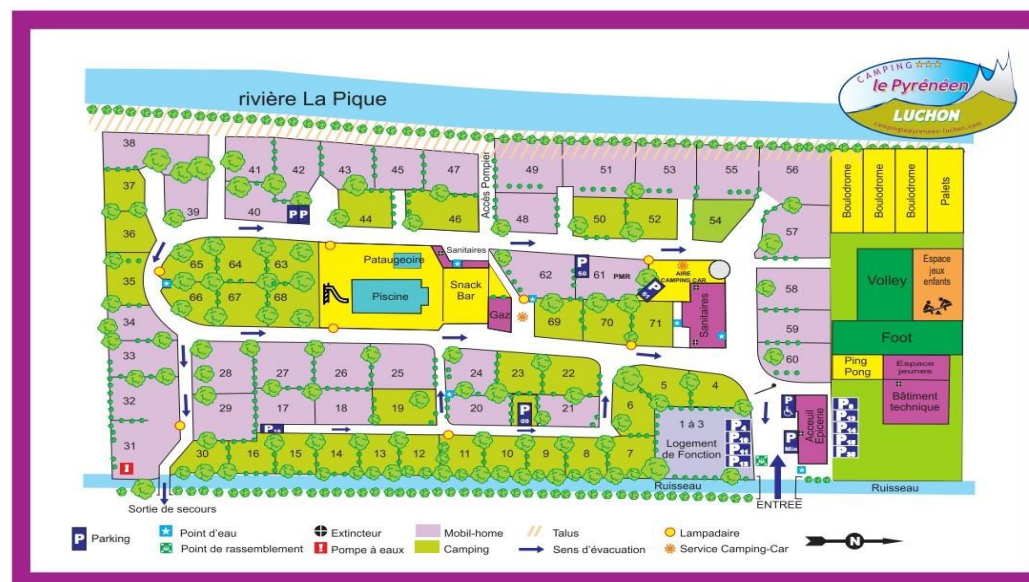 CAMPING
le Pyrénéen
LUCHON
campinglepyreneen-luchon.com
rivière La Pique
38
37
36
35
34
33
32
31
39
40
41
42
43
45
47
44
46
PP
Accès Pompier
49
51
53
55
56
48
50
52
54
57
58
59
60
Boulodrome
Boulodrome
Boulodrome
Palets
Volley
Espace
jeux
enfants
Foot
Ping
Pong
Espace
jeunes
Bâtiment
technique
65
64
63
66
67
68
Pataugeoire
Piscine
Sanitaires
Snack
Bar
Gaz
62
P
50
61
PMR
AIRE
CAMPING CAR
69
70
71
Sanitaires
28
27
26
25
24
23
22
29
17
18
19
20
21
30
16
15
14
13
12
11
10
9
8
7
6
5
4
1 à 3
Logement
de Fonction
Acceuil
Epicerie
Ruisseau
ENTREE
Ruisseau
Sortie de secours
P Parking
Point d'eau
Point de rassemblement
Extincteur
Pompe à eaux
Mobil-home
Camping
Talus
Sens d'évacuation
Lampadaire
Service Camping-Car
N